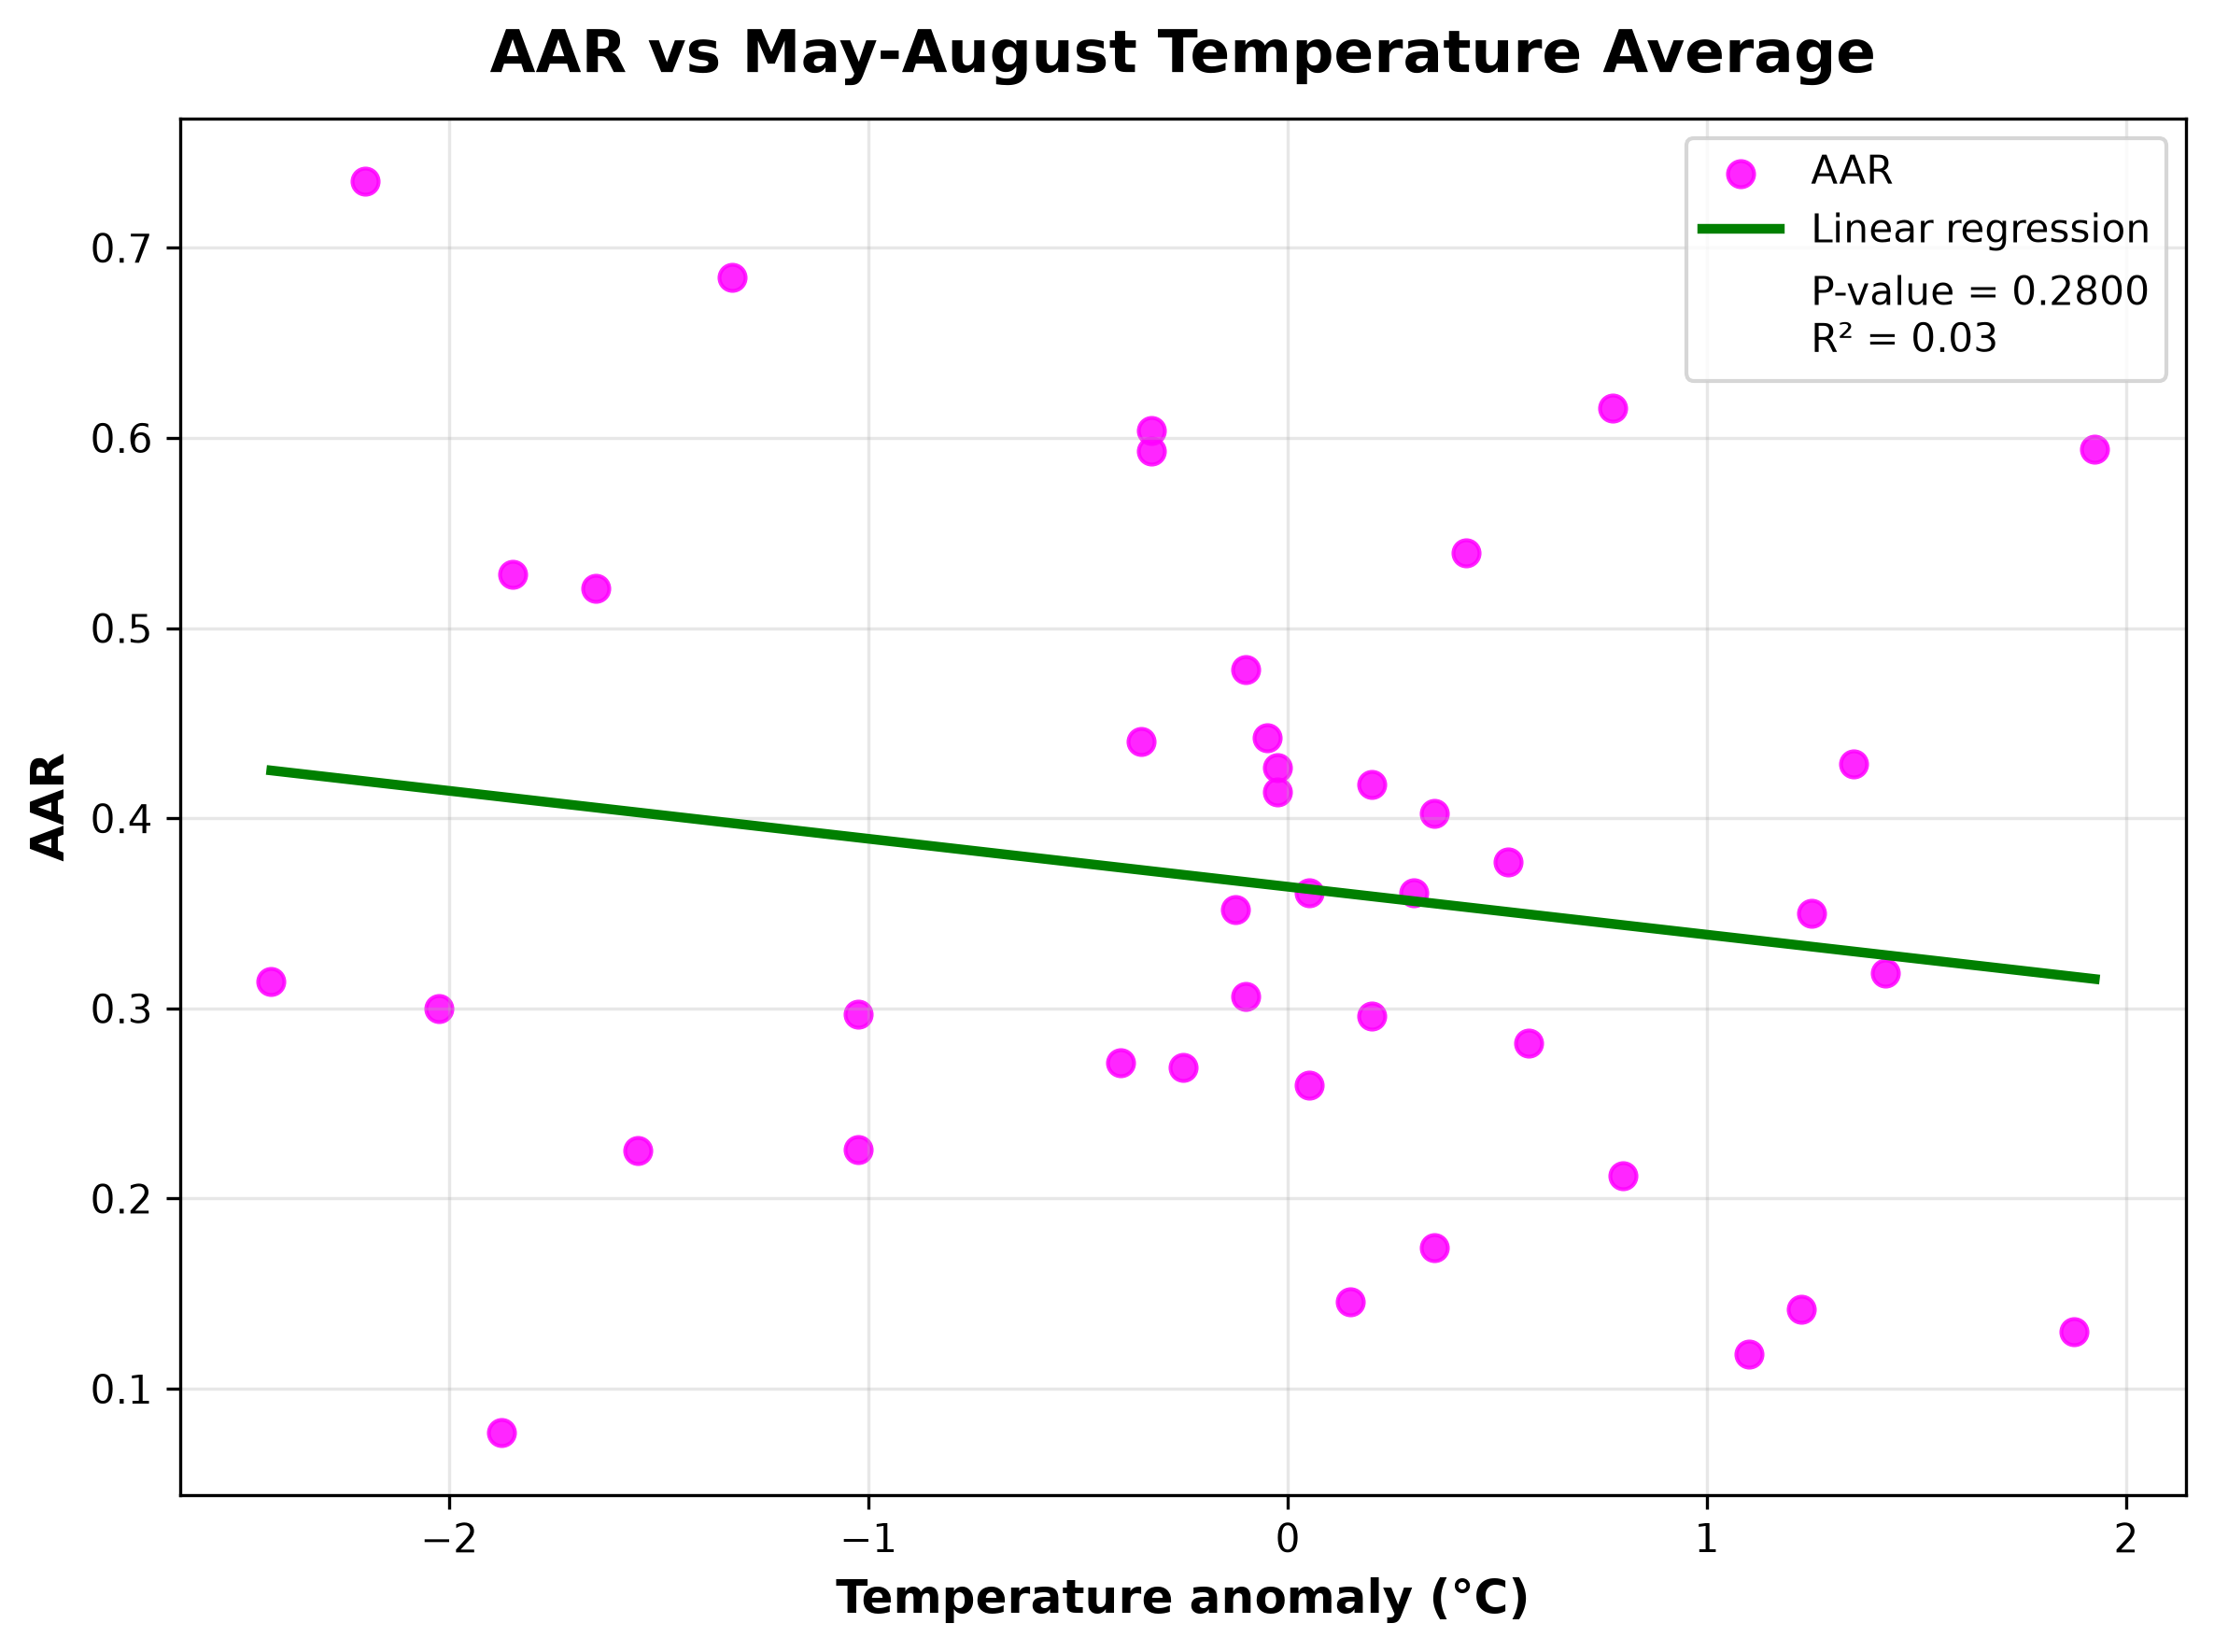 AAR vs May-August Temperature Average
AAR
Linear regression
P-value = 0.2800
R² = 0.03
0.7
0.6
0.5
0.4
0.3
0.2
0.1
AAR
−2
−1
0
1
2
Temperature anomaly (°C)